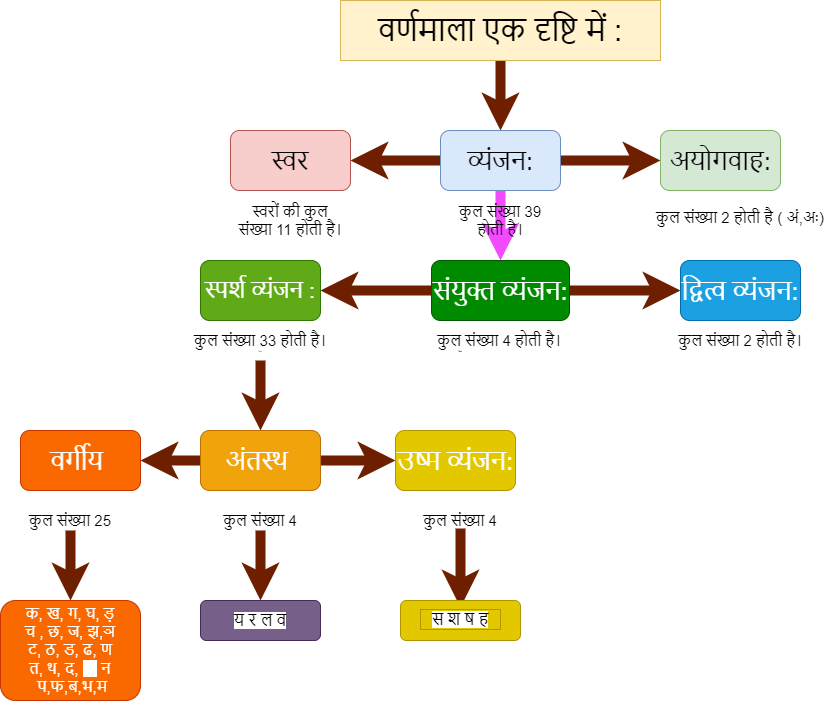 वर्णमाला एक दृष्टि में :
स्वर
व्यंजन:
अयोगवाह:
स्वरों की कुल
संख्या 11 होती है।
कुल संख्या 39
होती है।
कुल संख्या 2 होती है ( अं,अः)
स्पर्श व्यंजन :
संयुक्त व्यंजन:
द्वित्व व्यंजन:
कुल संख्या 33 होती है।
कुल संख्या 4 होती है।
कुल संख्या 2 होती है।
वर्गीय
अंतस्थ
उष्म व्यंजन:
कुल संख्या 25
कुल संख्या 4
कुल संख्या 4
क, ख, ग, घ, ड़
च , छ, ज, झ,ञ
ट, ठ, ड, ढ, ण
त, थ, द, न
प,फ,ब,भ,म
य र ल व
स श ष ह